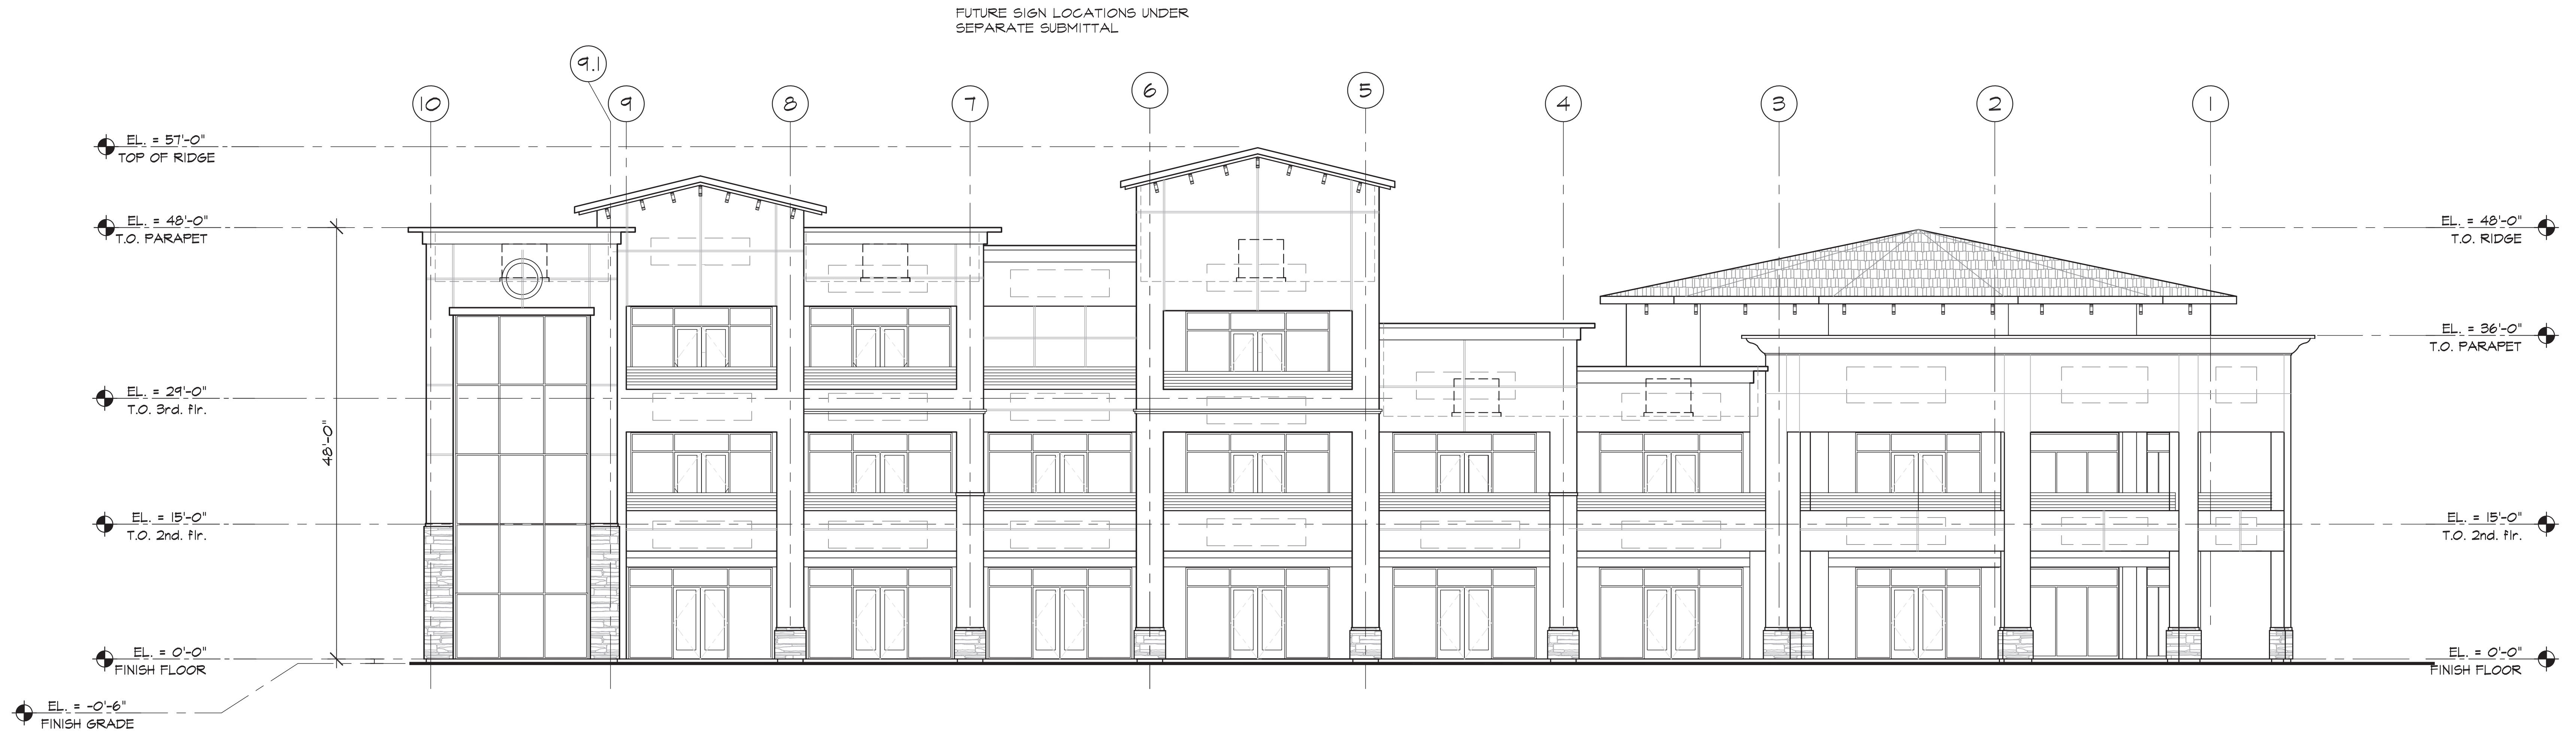 FUTURE SIGN LOCATIONS UNDER
SEPARATE SUBMITTAL
9.1
10
9
8
7
6
5
4
3
2
1
EL. = 57'-0"
TOP OF RIDGE
EL. = 48'-0"
T.O. PARAPET
EL. = 48'-0"
T.O. RIDGE
EL. = 36'-0"
T.O. PARAPET
EL. = 29'-0"
T.O. 3rd. flr.
48'-0"
EL. = 15'-0"
T.O. 2nd. flr.
EL. = 15'-0"
T.O. 2nd. flr.
EL. = 0'-0"
FINISH FLOOR
EL. = 0'-0"
FINISH FLOOR
EL. = -0'-6"
FINISH GRADE